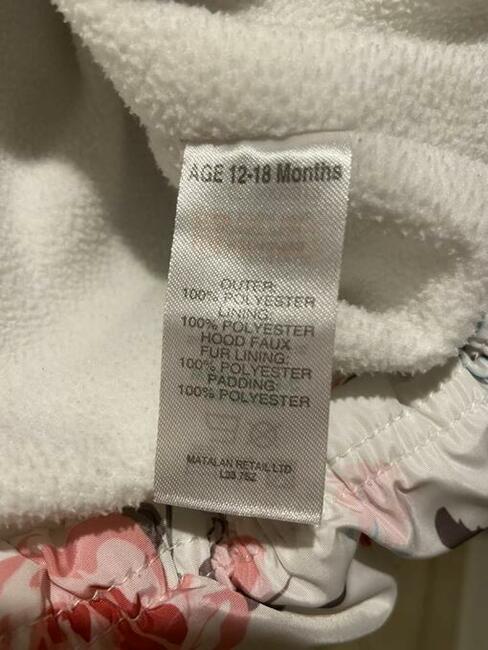 AGE 12-18 Months
OUTER:
100% POLYESTER
LINING:
100% POLYESTER
HOOD FAUX
FUR LINING:
100% POLYESTER
PADDING:
100% POLYESTER
MATALAN RETAIL LTD